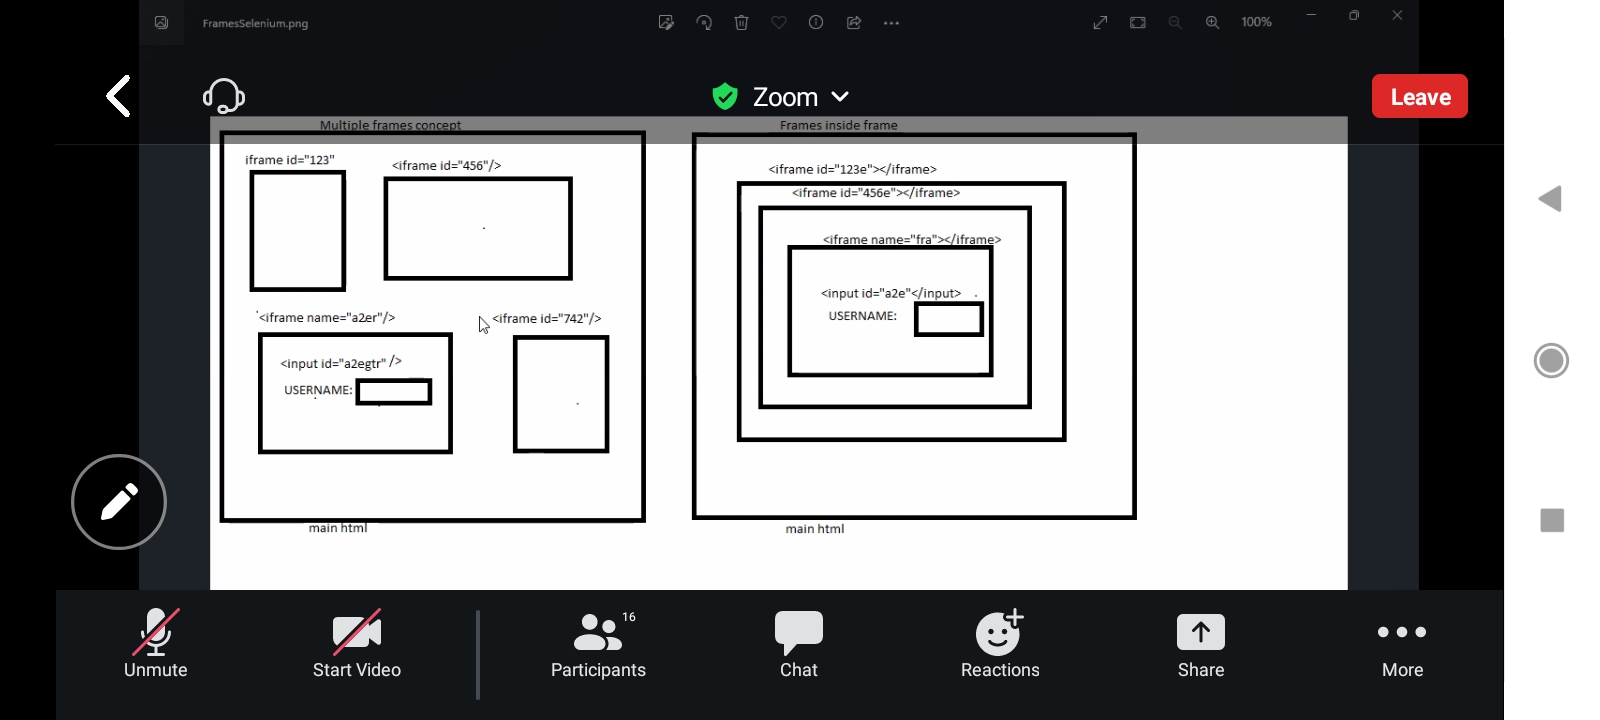 FramesSelenium.png
100%
Zoom
Leave
Multiple frames concept
iframe id="123"
<iframe id="456"/>
<iframe name="a2er"/>
<iframe id="742"/>
<input id="a2egtr" />
USERNAME:
main html
Frames inside frame
<iframe id="123e"></iframe>
<iframe id="456e"></iframe>
<iframe name="fra"></iframe>
<input id="a2e"</input>
USERNAME:
main html
Unmute
Start Video
16
Participants
Chat
Reactions
Share
More